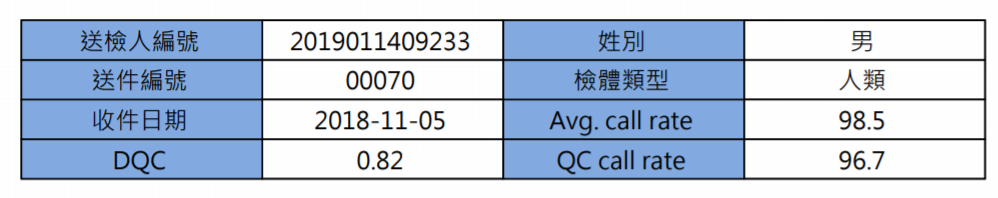 送檢人編號 2019011409233 姓別 男
送件編號 00070 檢體類型 人類
收件日期 2018-11-05 Avg. call rate 98.5
DQC 0.82 QC call rate 96.7